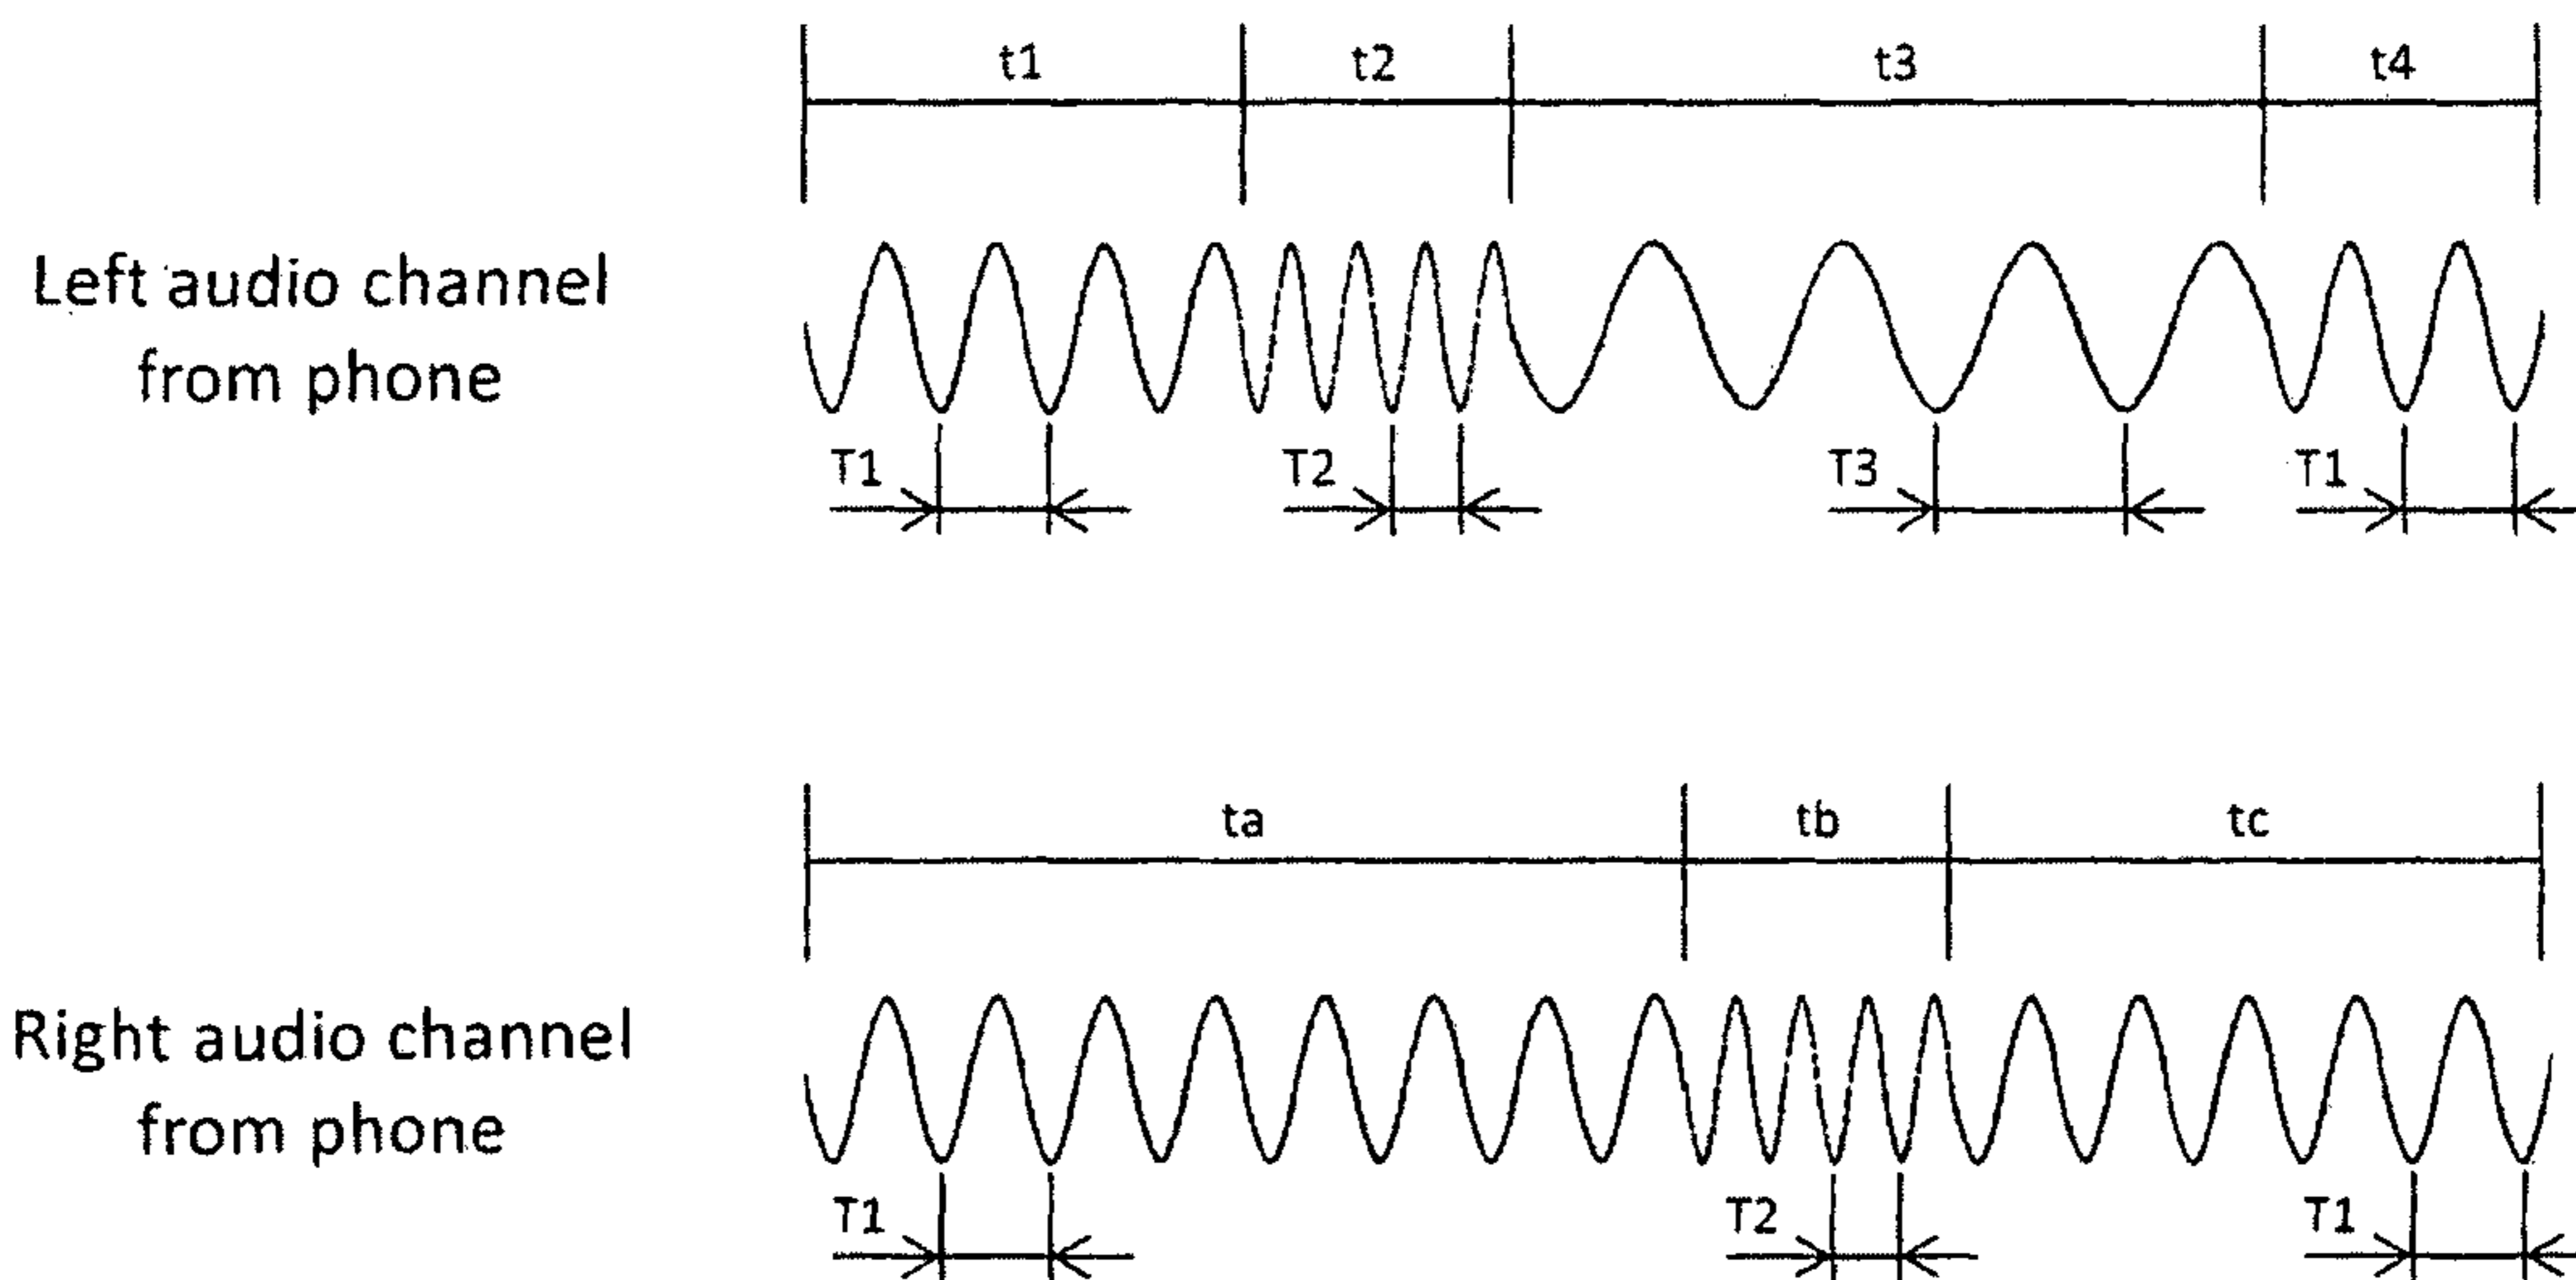 t1 t2 t3 t4
Left audio channel
from phone
T1 T2 T3 T1
ta tb tc
Right audio channel
from phone
T1 T2 T1